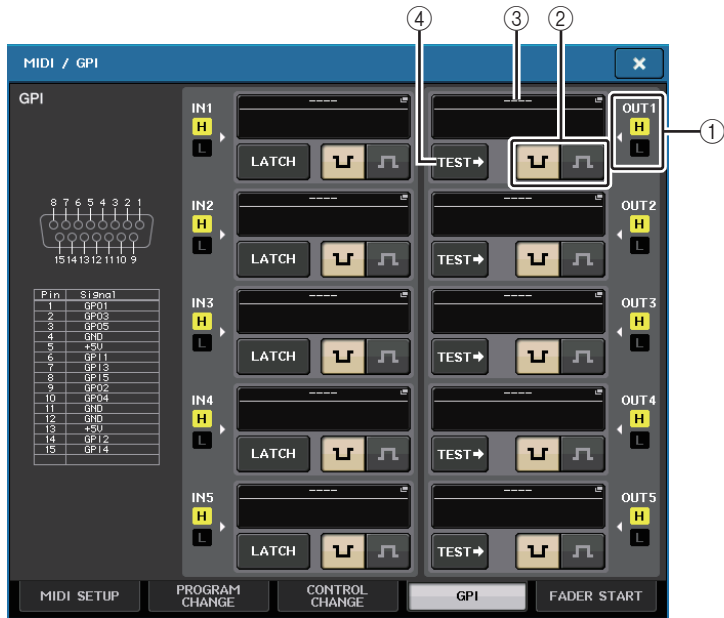 ④ ③ ②
MIDI / GPI ×
GPI
IN1 ---- ---- OUT1 ①
H H
L L
LATCH TEST
8 7 6 5 4 3 2 1
15 14 13 12 11 10 9
IN2 ---- ---- OUT2
H H
L L
LATCH TEST
Pin Signal
1 GPO1
2 GPO3
3 GPO5
4 GND
5 +5V
6 GPI1
7 GPI3
8 GPI5
9 GPO2
10 GPO4
11 GND
12 GND
13 +5V
14 GPI2
15 GPI4
IN3 ---- ---- OUT3
H H
L L
LATCH TEST
IN4 ---- ---- OUT4
H H
L L
LATCH TEST
IN5 ---- ---- OUT5
H H
L L
LATCH TEST
MIDI SETUP PROGRAM CHANGE CONTROL CHANGE GPI FADER START